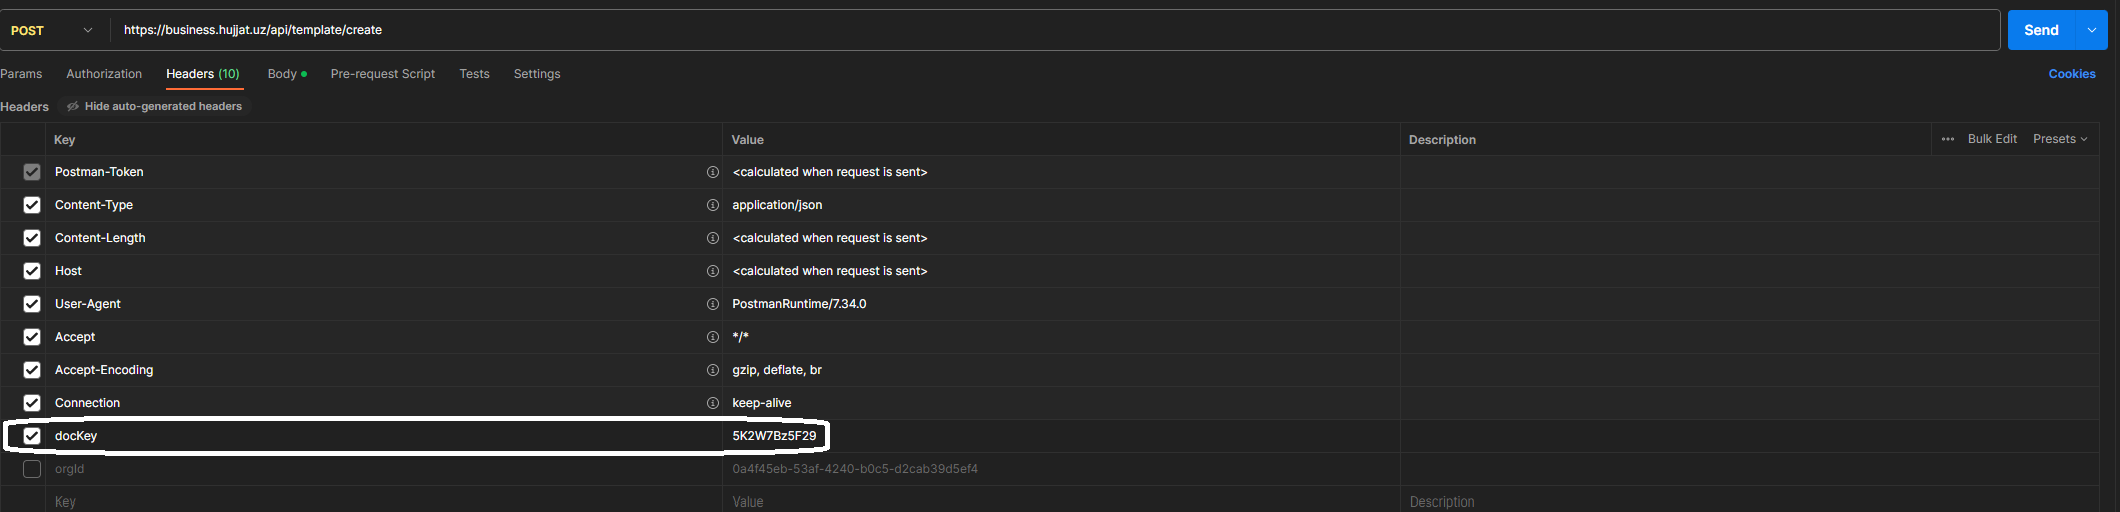 POST https://business.hujjat.uz/api/template/create Send
Params Authorization Headers (10) Body Pre-request Script Tests Settings Cookies
Headers Hide auto-generated headers
Key Value Description Bulk Edit Presets
Postman-Token <calculated when request is sent>
Content-Type application/json
Content-Length <calculated when request is sent>
Host <calculated when request is sent>
User-Agent PostmanRuntime/7.34.0
Accept */*
Accept-Encoding gzip, deflate, br
Connection keep-alive
docKey 5K2W7Bz5F29
orgId 0a4f45eb-53af-4240-b0c5-d2cab39d5ef4
Key Value Description